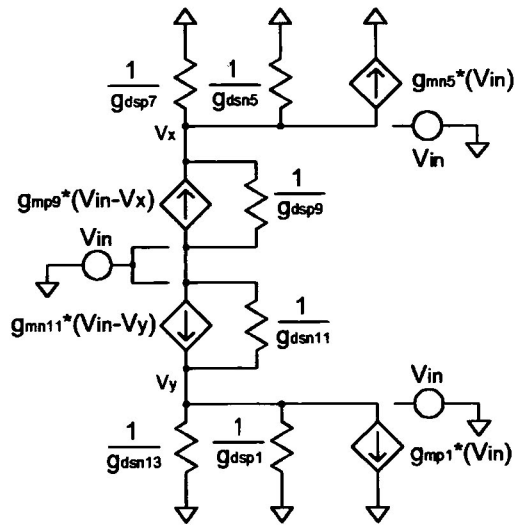 1/gdsp7
1/gdsn5
gmn5*(Vin)
Vx
Vin
gmp9*(Vin-Vx)
1/gdsp9
Vin
gmn11*(Vin-Vy)
1/gdsn11
Vy
Vin
1/gdsn13
1/gdsp1
gmp1*(Vin)